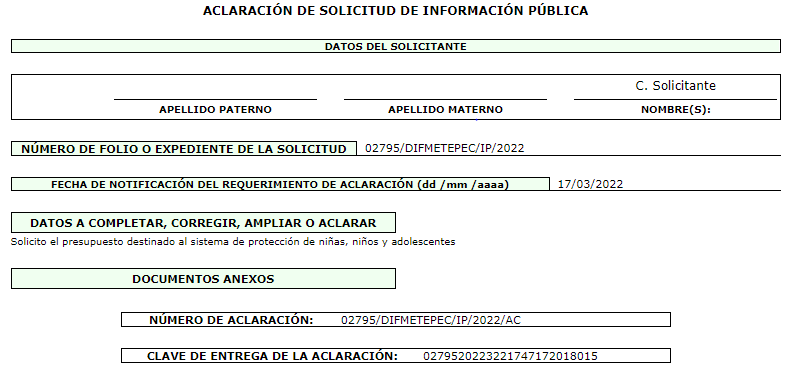 ACLARACIÓN DE SOLICITUD DE INFORMACIÓN PÚBLICA
DATOS DEL SOLICITANTE
C. Solicitante
APELLIDO PATERNO APELLIDO MATERNO NOMBRE(S):
NÚMERO DE FOLIO O EXPEDIENTE DE LA SOLICITUD 02795/DIFMETEPEC/IP/2022
FECHA DE NOTIFICACIÓN DEL REQUERIMIENTO DE ACLARACIÓN (dd /mm /aaaa) 17/03/2022
DATOS A COMPLETAR, CORREGIR, AMPLIAR O ACLARAR
Solicito el presupuesto destinado al sistema de protección de niñas, niños y adolescentes
DOCUMENTOS ANEXOS
NÚMERO DE ACLARACIÓN: 02795/DIFMETEPEC/IP/2022/AC
CLAVE DE ENTREGA DE LA ACLARACIÓN: 0279520223221747172018015